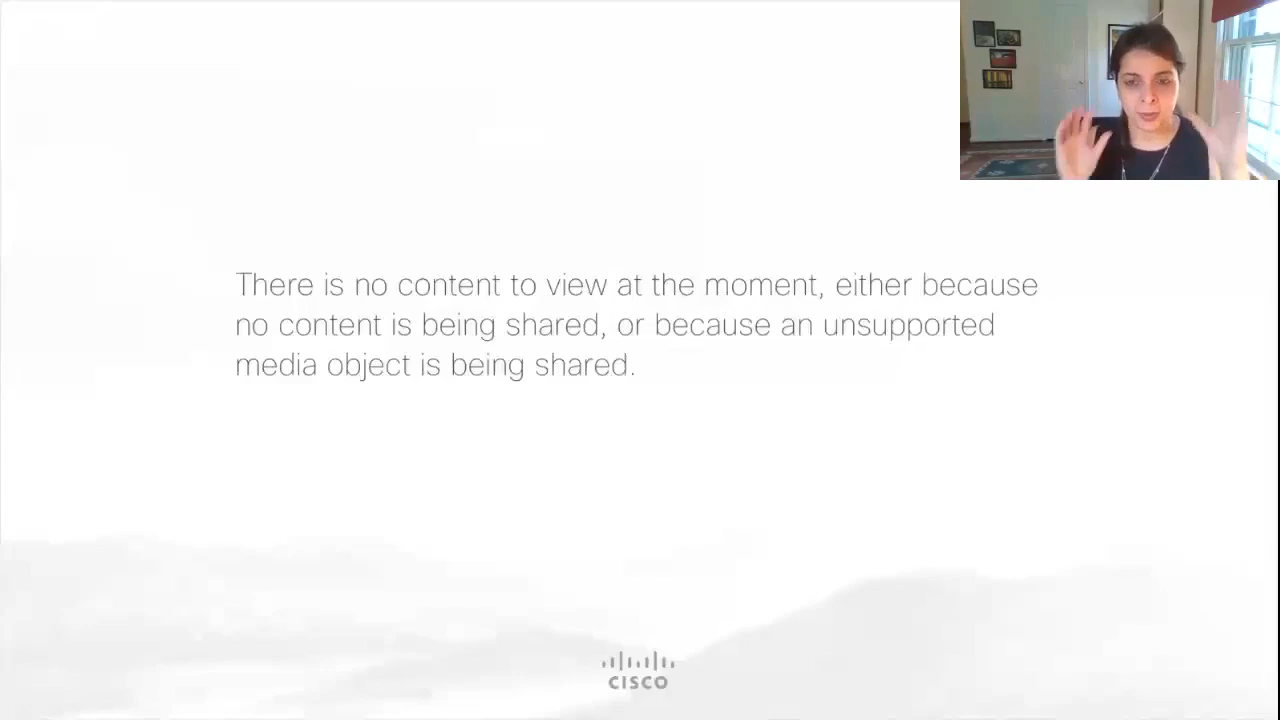 There is no content to view at the moment, either because
no content is being shared, or because an unsupported
media object is being shared.
CISCO